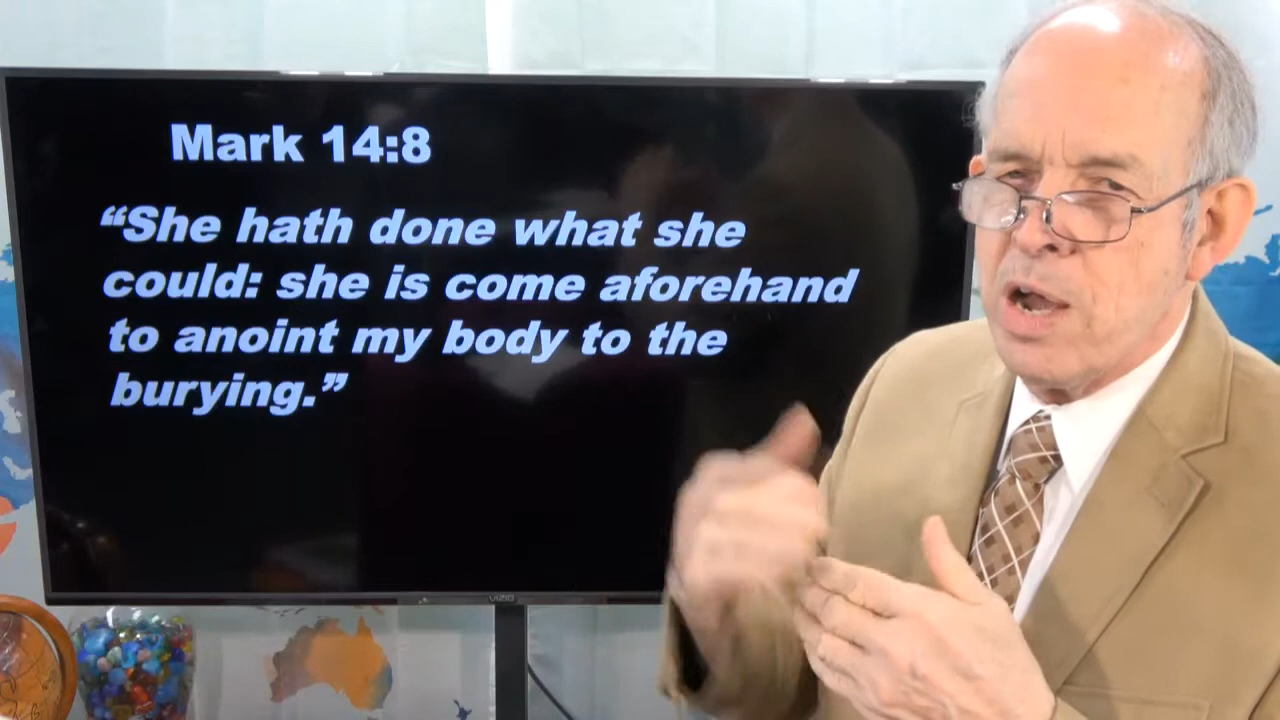 Mark 14:8
“She hath done what she
could: she is come aforehand
to anoint my body to the
burying.”
VIZIO